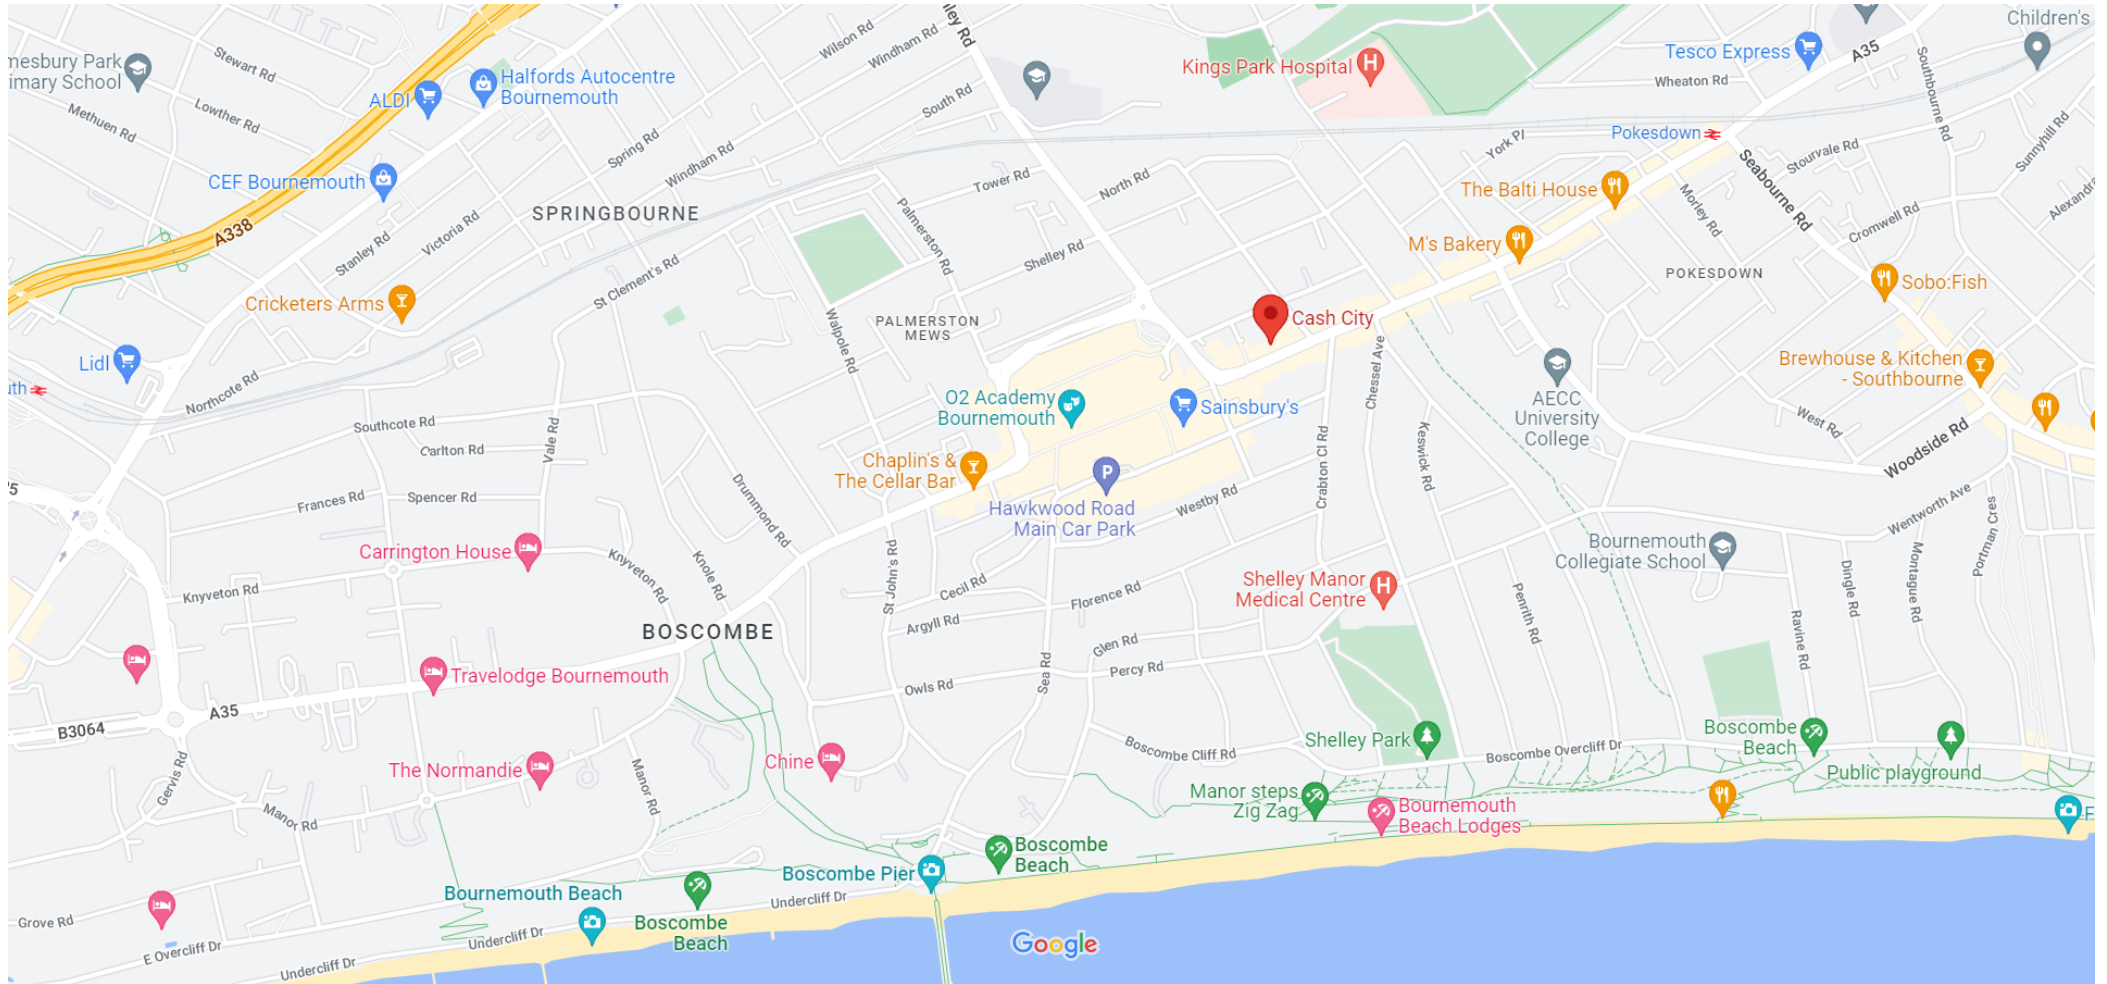 mesbury Park
imary School
Stewart Rd
Lowther Rd
Methuen Rd
ALDI
Halfords Autocentre
Bournemouth
CEF Bournemouth
A338
Wilson Rd
Windham Rd
nley Rd
South Rd
Spring Rd
Windham Rd
Kings Park Hospital
Tesco Express
A35
Children's
Wheaton Rd
Southbourne Rd
Pokesdown
York Pl
Stourvale Rd
Sunnyhill Rd
Seabourne Rd
The Balti House
Morley Rd
Cromwell Rd
Alexandra
SPRINGBOURNE
Tower Rd
North Rd
Palmerston Rd
Stanley Rd
Victoria Rd
Shelley Rd
M's Bakery
POKESDOWN
Sobo:Fish
St Clement's Rd
Cricketers Arms
PALMERSTON
MEWS
Walpole Rd
Cash City
Chessel Ave
Lidl
uth
Northcote Rd
O2 Academy
Bournemouth
Sainsbury's
AECC
University
College
Brewhouse & Kitchen
- Southbourne
West Rd
Woodside Rd
Southcote Rd
Carlton Rd
Vale Rd
Chaplin's &
The Cellar Bar
Crabton Cl Rd
Keswick Rd
5
Frances Rd
Spencer Rd
Drummond Rd
Hawkwood Road
Main Car Park
Westby Rd
Wentworth Ave
Portman Cres
Carrington House
Knyveton Rd
Knyveton Rd
Knole Rd
St John's Rd
Cecil Rd
Florence Rd
Shelley Manor
Medical Centre
Bournemouth
Collegiate School
Penrith Rd
Dingle Rd
Montague Rd
Ravine Rd
BOSCOMBE
Argyll Rd
Glen Rd
Percy Rd
Sea Rd
Owls Rd
Travelodge Bournemouth
A35
B3064
Gervis Rd
The Normandie
Manor Rd
Manor Rd
Chine
Boscombe Cliff Rd
Shelley Park
Boscombe Overcliff Dr
Boscombe
Beach
Public playground
Manor steps
Zig Zag
Bournemouth
Beach Lodges
F
Boscombe
Beach
Boscombe Pier
Bournemouth Beach
Boscombe
Beach
Undercliff Dr
Grove Rd
E Overcliff Dr
Undercliff Dr
Undercliff Dr
Google